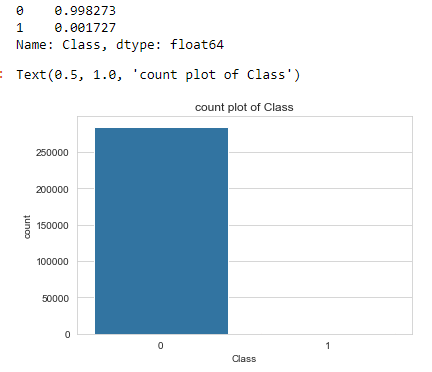 0    0.998273
1    0.001727
Name: Class, dtype: float64
: Text(0.5, 1.0, 'count plot of Class')
count plot of Class
250000
200000
150000
100000
50000
0
count
0 1
Class